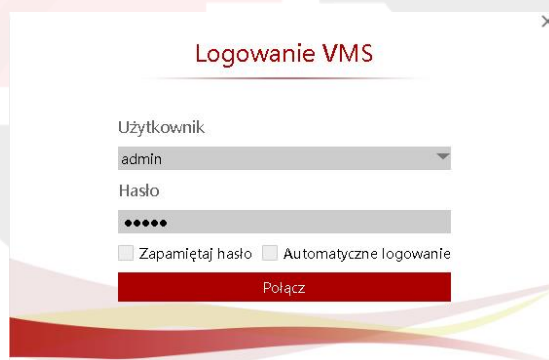 Logowanie VMS
Użytkownik
admin
Hasło
●●●●●
Zapamiętaj hasło Automatyczne logowanie
Połącz